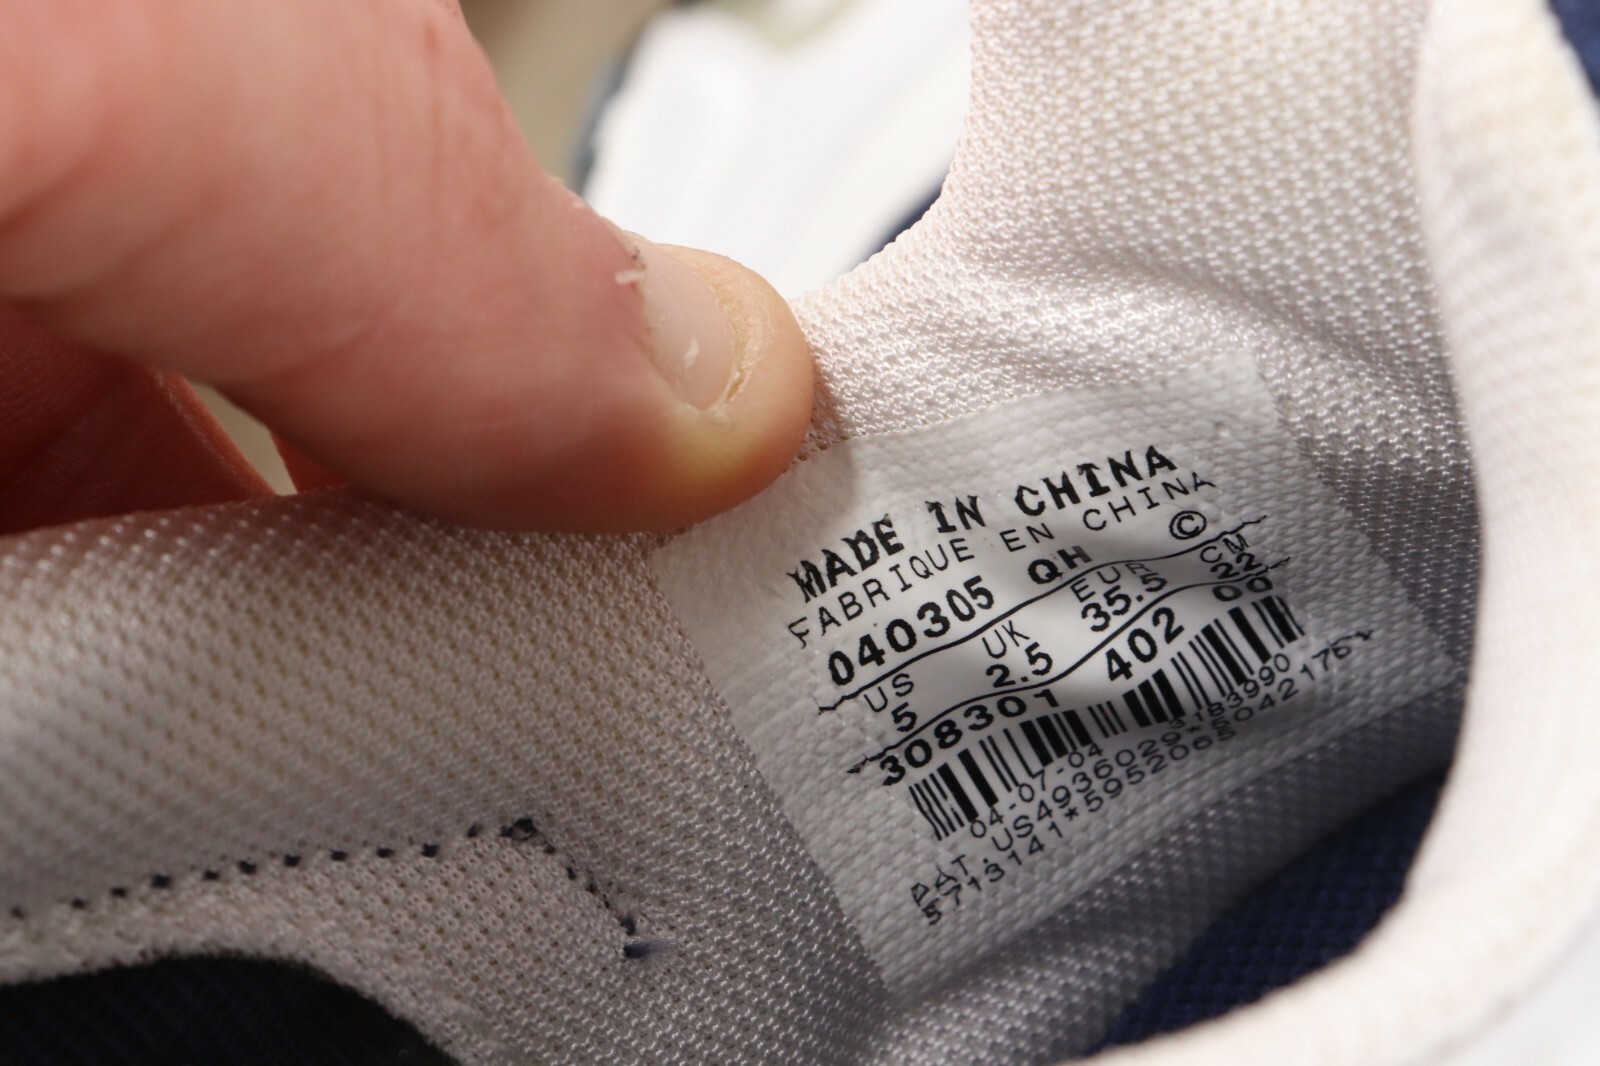 MADE IN CHINA
FABRIQUE EN CHINA
040305 QH ©
US UK EUR CM
5 2.5 35.5 22
308301 402 00
04-07-04
PAT. US4936029*5183990
5713141*5952065*5042176